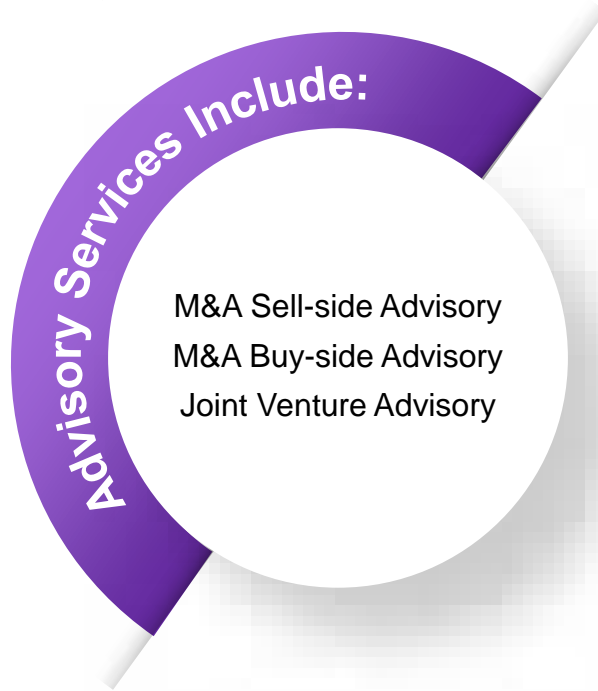 Advisory Services Include:
M&A Sell-side Advisory
M&A Buy-side Advisory
Joint Venture Advisory